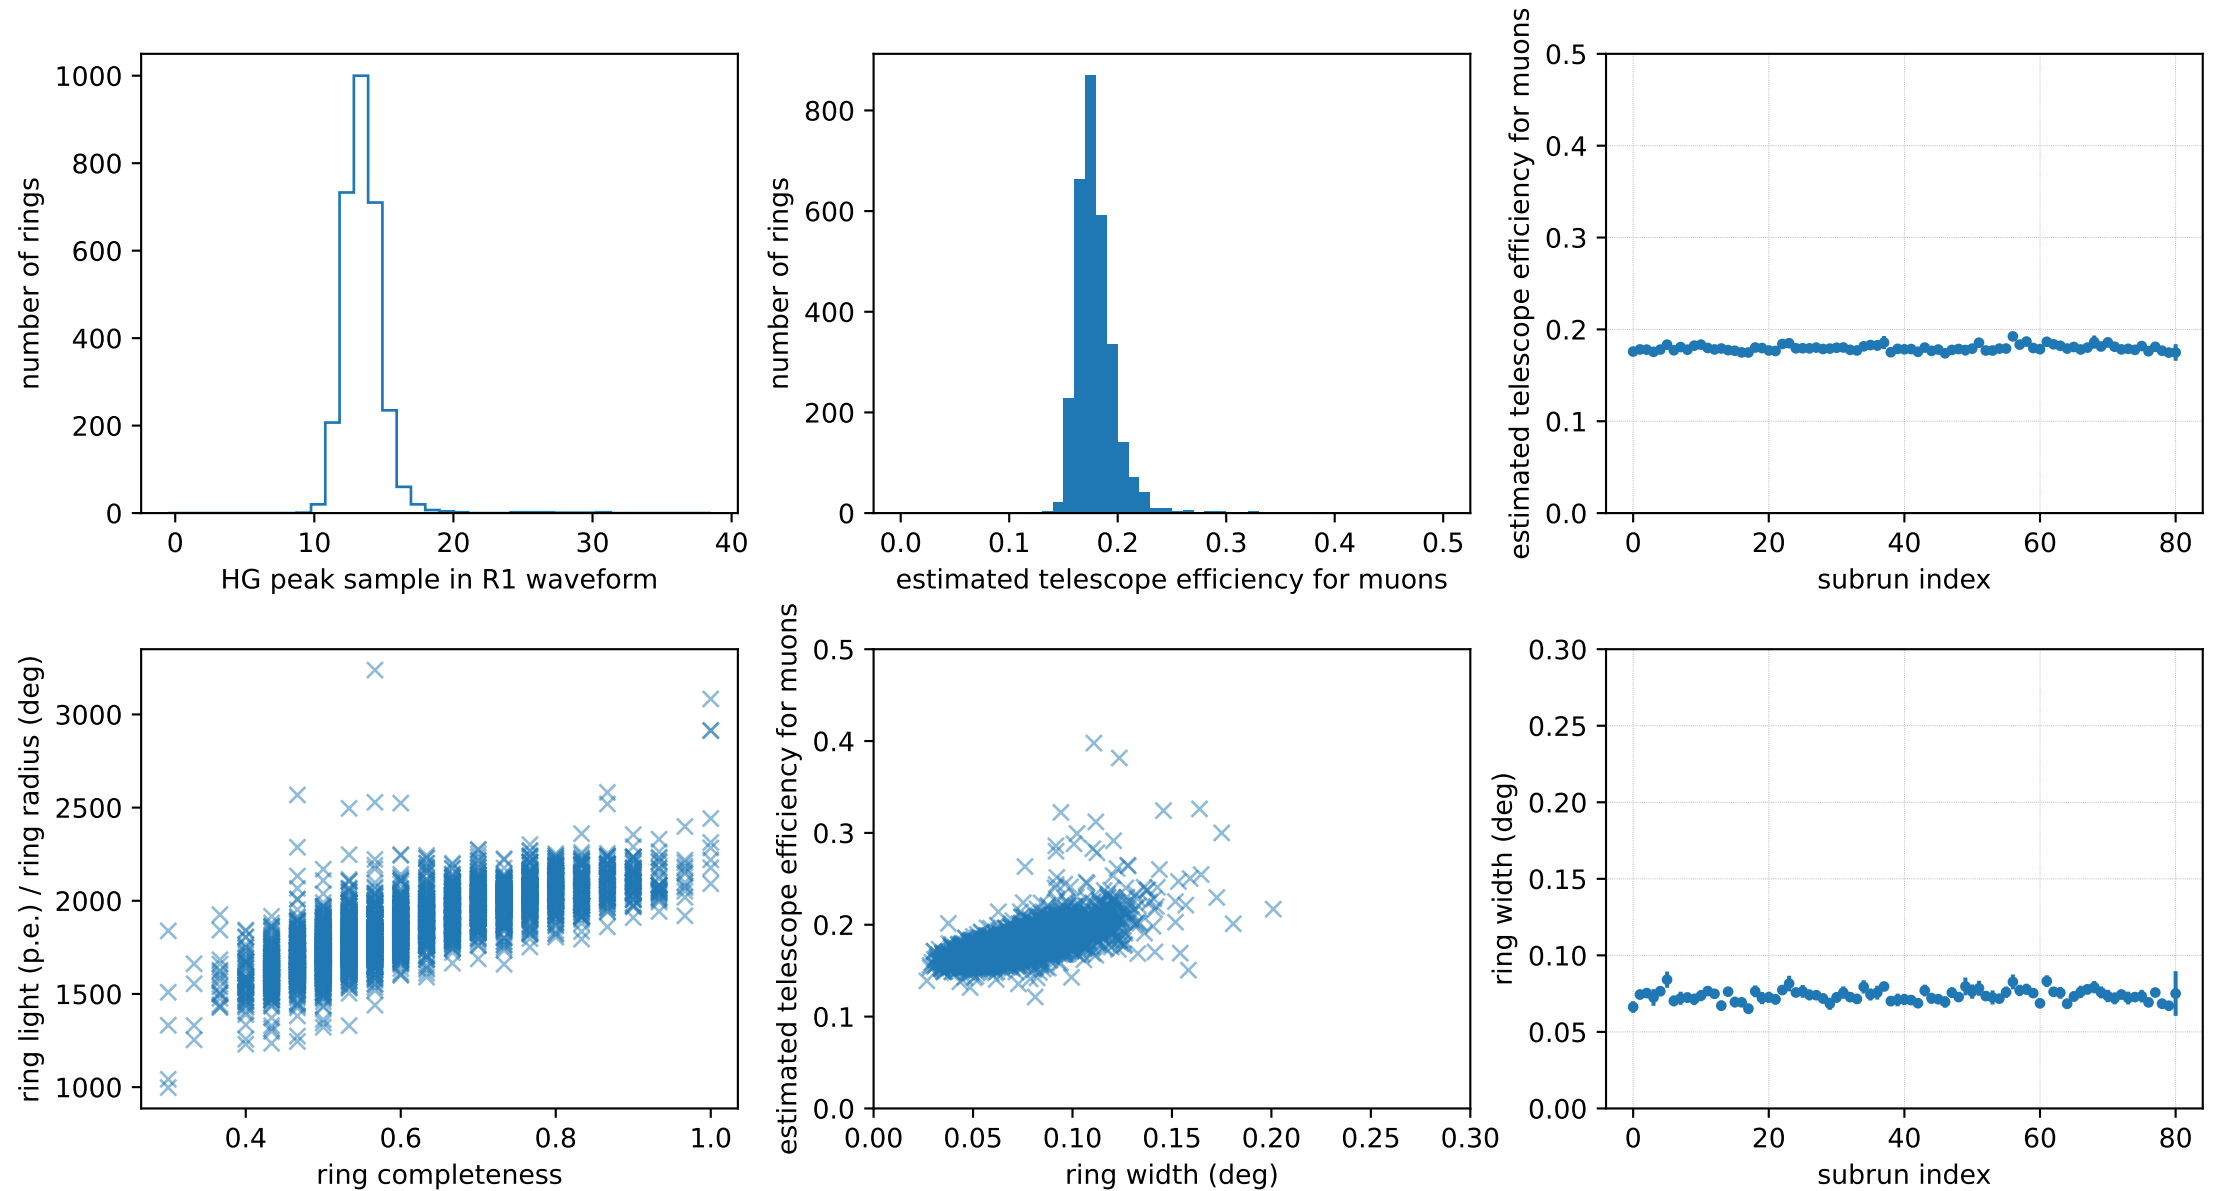 1000
800
600
400
200
0
number of rings
0 10 20 30 40
HG peak sample in R1 waveform
800
600
400
200
0
number of rings
0.0 0.1 0.2 0.3 0.4 0.5
estimated telescope efficiency for muons
0.5
0.4
0.3
0.2
0.1
0.0
estimated telescope efficiency for muons
0 20 40 60 80
subrun index
3000
2500
2000
1500
1000
ring light (p.e.) / ring radius (deg)
0.4 0.6 0.8 1.0
ring completeness
0.5
0.4
0.3
0.2
0.1
0.0
estimated telescope efficiency for muons
0.00 0.05 0.10 0.15 0.20 0.25 0.30
ring width (deg)
0.30
0.25
0.20
0.15
0.10
0.05
0.00
ring width (deg)
0 20 40 60 80
subrun index